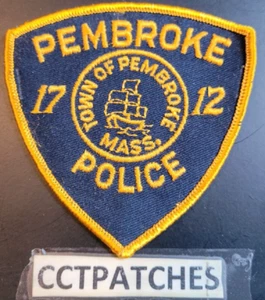 PEMBROKE
17 12
TOWN OF PEMBROKE
MASS.
POLICE
CCTPATCHES